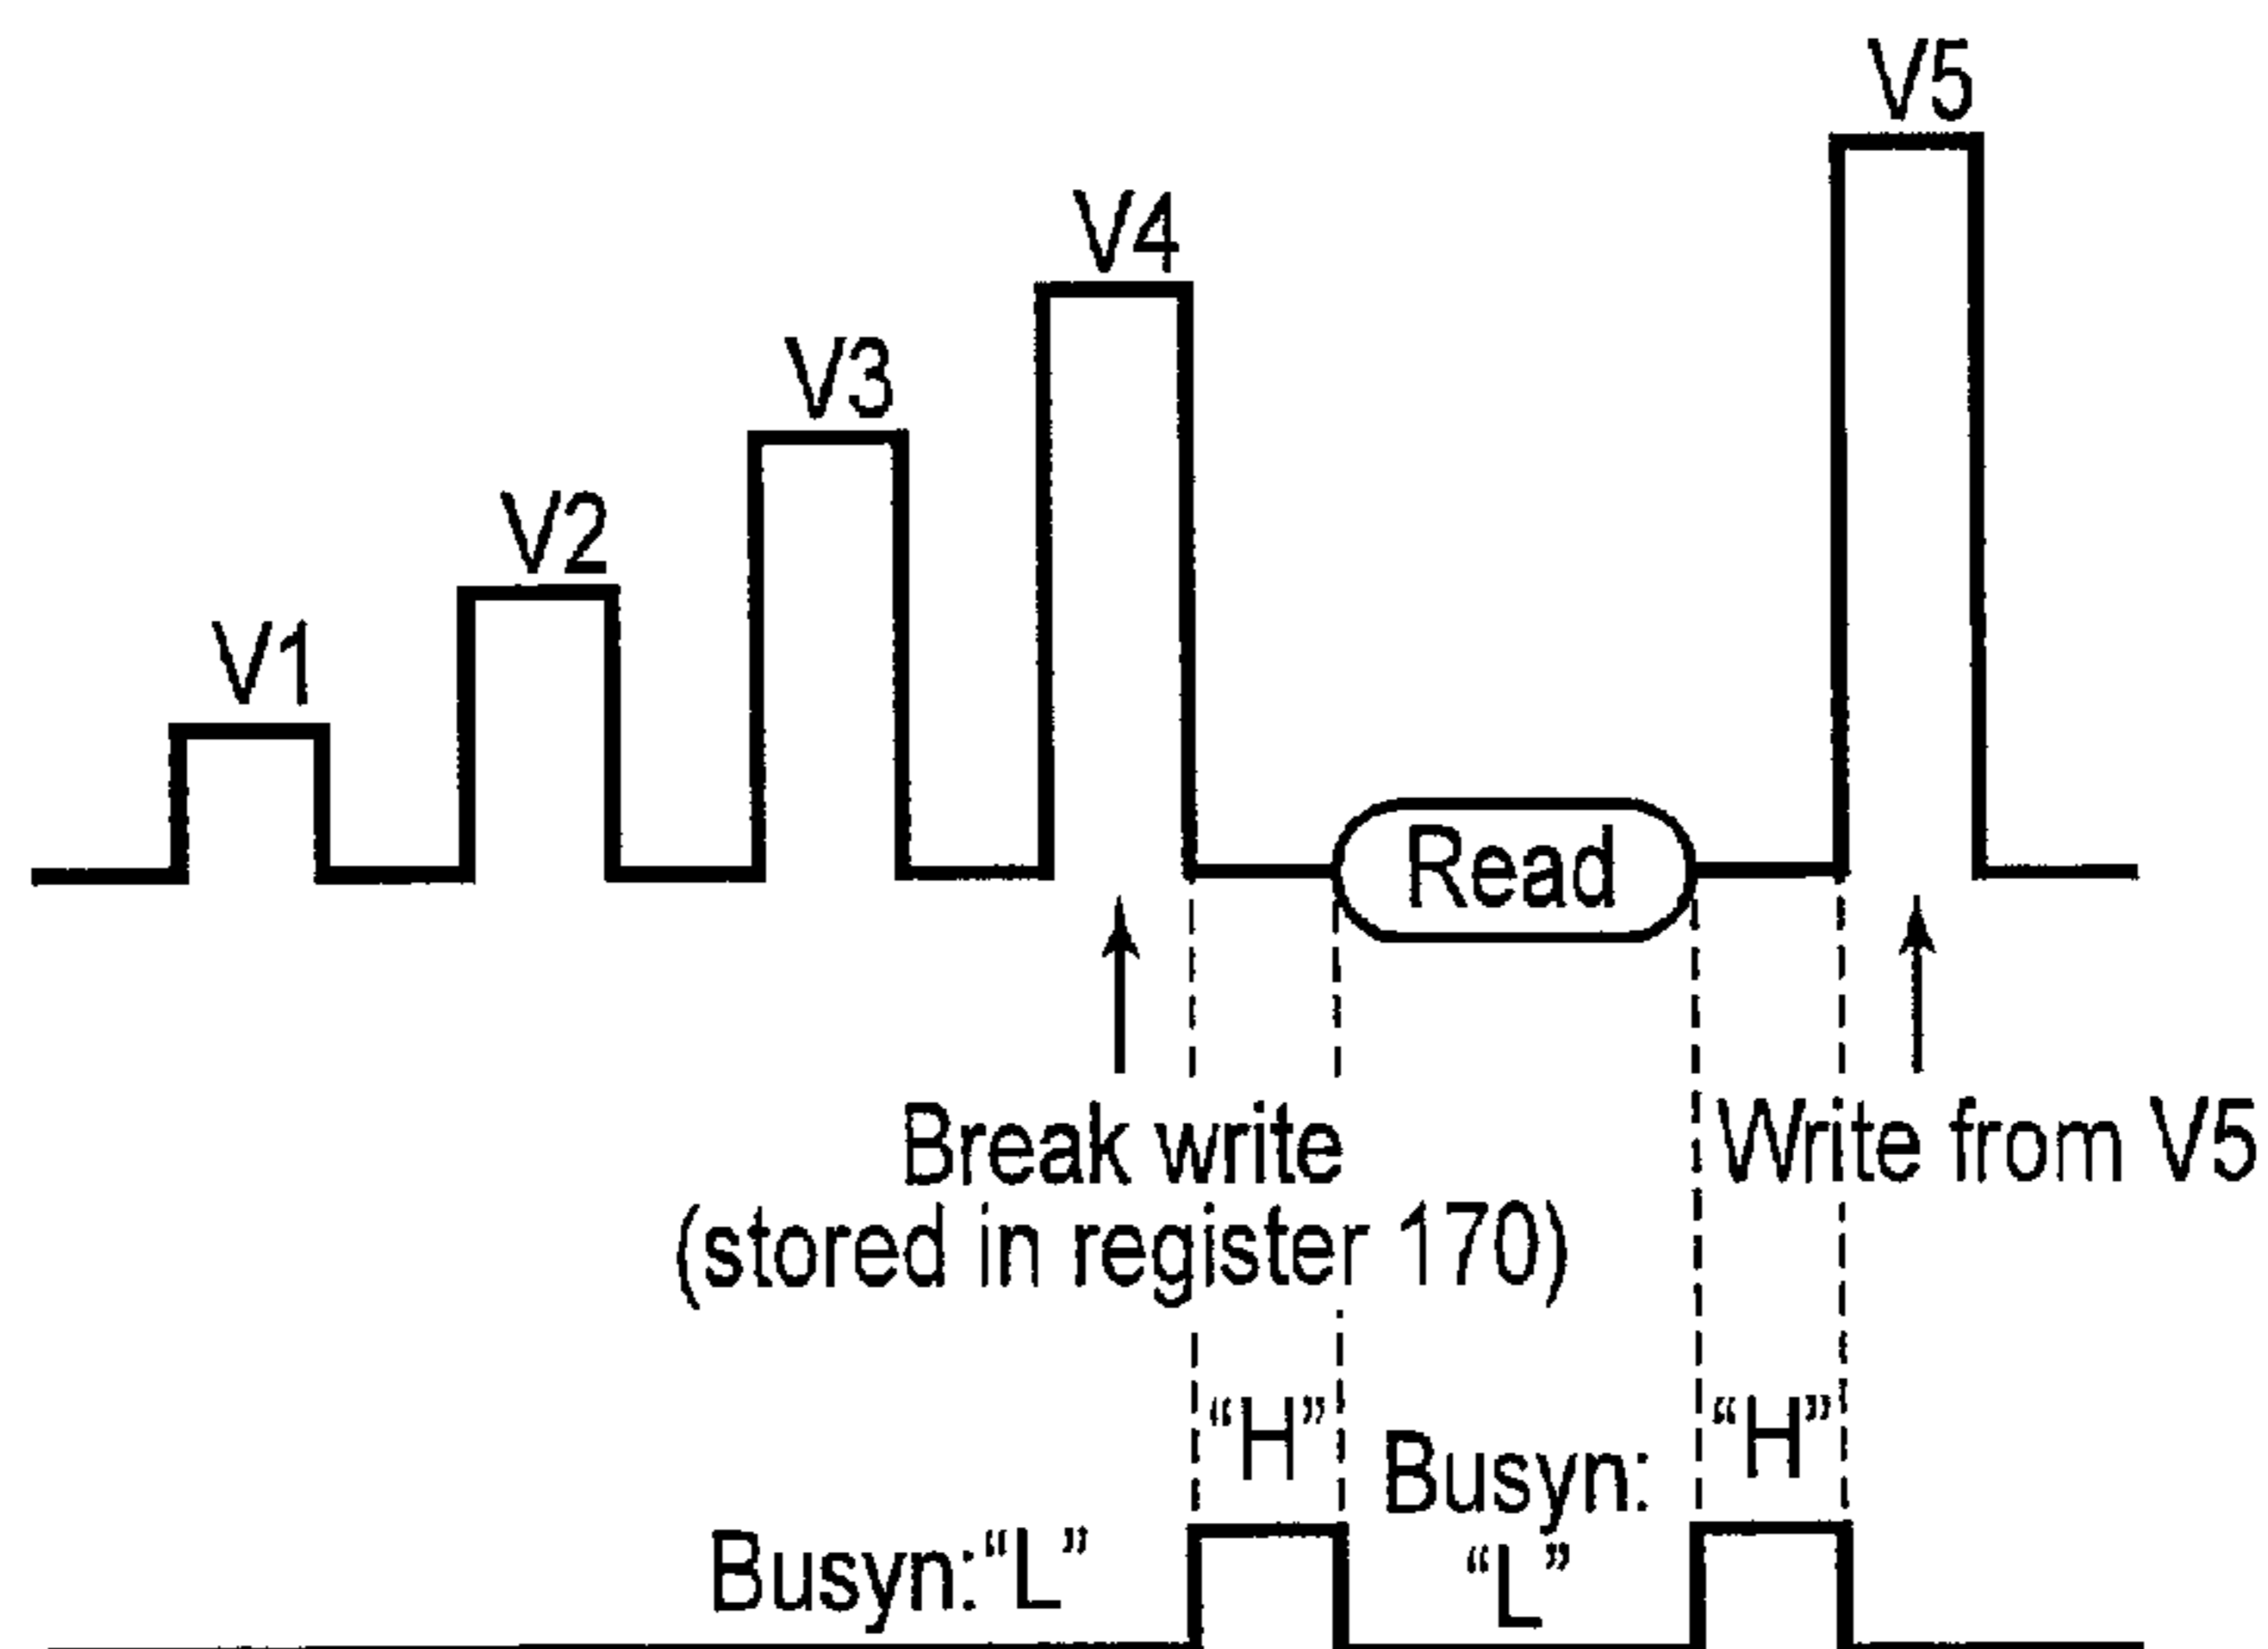 V5
V4
V3
V2
V1
Read
Break write
(stored in register 170)
Write from V5
“H”
“H”
Busyn:
“L”
Busyn:“L”